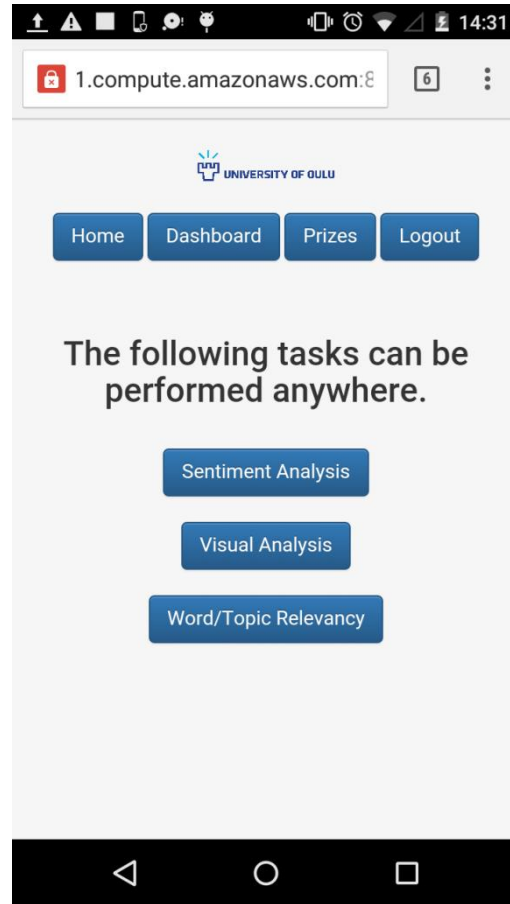 14:31
1.compute.amazonaws.com:8
6
UNIVERSITY OF OULU
Home Dashboard Prizes Logout
The following tasks can be
performed anywhere.
Sentiment Analysis
Visual Analysis
Word/Topic Relevancy